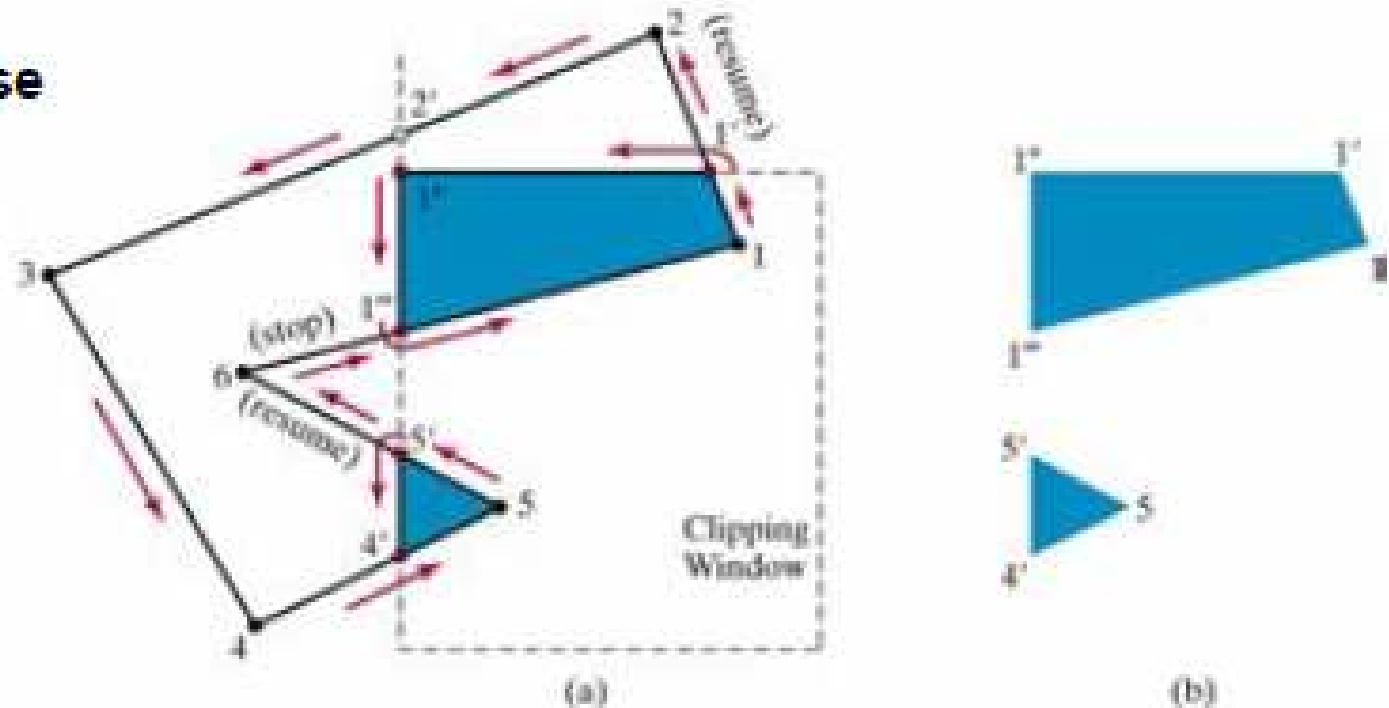 se
2
(resume)
2'
1'
1"
1
3
1'"
(stop)
6
(resume)
5'
5
4'
4
Clipping
Window
(a)
1"
1'
1'"
5'
5
4'
(b)